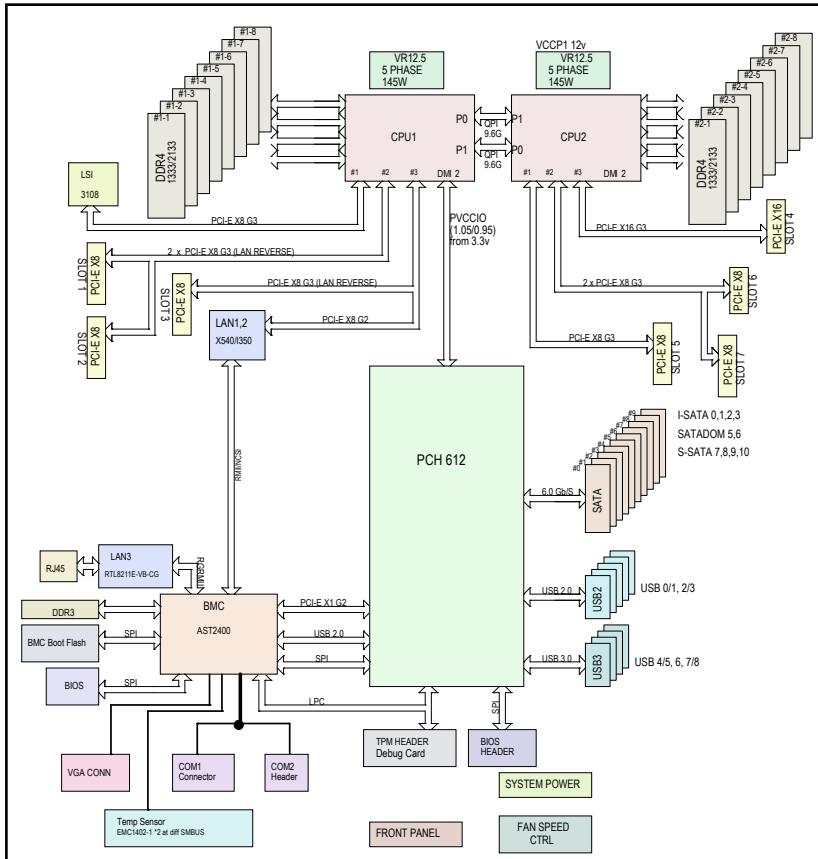 #1-8
#1-7
#1-6
#1-5
#1-4
#1-3
#1-2
#1-1
DDR4
1333/2133
VR12.5
5 PHASE
145W
VCCP1 12v
VR12.5
5 PHASE
145W
#2-8
#2-7
#2-6
#2-5
#2-4
#2-3
#2-2
#2-1
DDR4
1333/2133
CPU1
P0
P1
#1
#2
#3
DMI 2
QPI
9.6G
QPI
9.6G
CPU2
P1
P0
#1
#2
#3
DMI 2
LSI
3108
PCI-E X8 G3
PVCCIO
(1.05/0.95)
from 3.3v
PCI-E X16 G3
PCI-E X16
SLOT 4
2 x PCI-E X8 G3 (LAN REVERSE)
PCI-E X8
SLOT 1
PCI-E X8 G3 (LAN REVERSE)
PCI-E X8
SLOT 3
2 x PCI-E X8 G3
PCI-E X8
SLOT 6
PCI-E X8
SLOT 2
LAN1,2
X540/I350
PCI-E X8 G2
PCI-E X8 G3
PCI-E X8
SLOT 5
PCI-E X8
SLOT 7
PCH 612
RMII/NCSI
#9
#8
#7
#6
#5
#4
#3
#2
#1
#0
SATA
6.0 Gb/S
I-SATA 0,1,2,3
SATADOM 5,6
S-SATA 7,8,9,10
RJ45
LAN3
RTL8211E-VB-CG
RGRMII
DDR3
BMC Boot Flash
SPI
BIOS
SPI
BMC
AST2400
PCI-E X1 G2
USB 2.0
SPI
LPC
USB 2.0
USB2
USB 0/1, 2/3
USB 3.0
USB3
USB 4/5, 6, 7/8
VGA CONN
COM1
Connector
COM2
Header
TPM HEADER
Debug Card
SPI
BIOS
HEADER
SYSTEM POWER
Temp Sensor
EMC1402-1 *2 at diff SMBUS
FRONT PANEL
FAN SPEED
CTRL